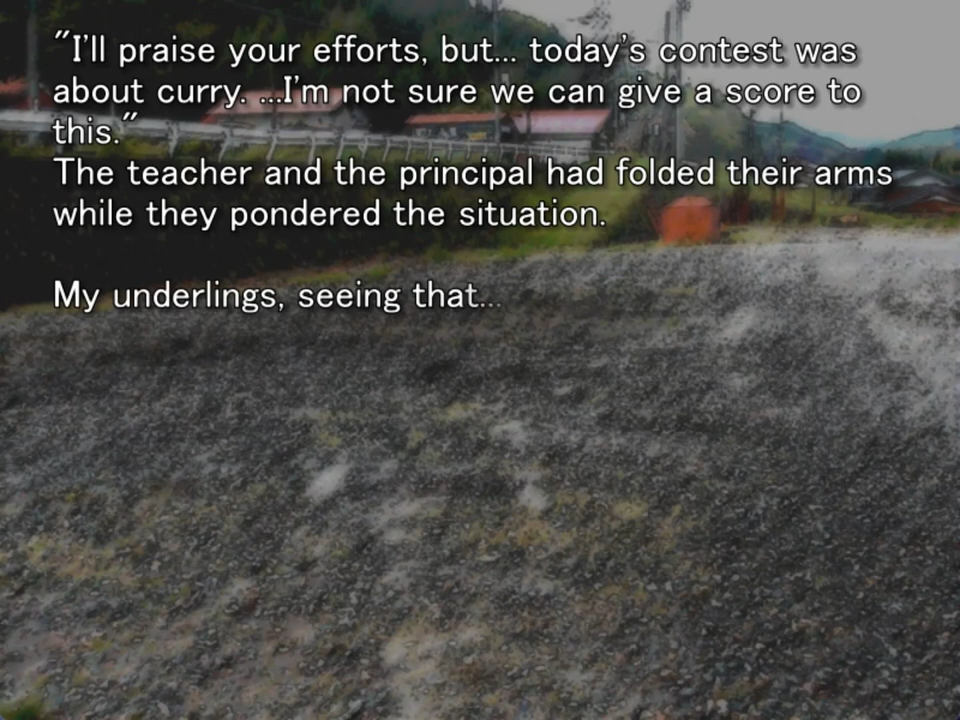 "I'll praise your efforts, but... today's contest was
about curry. ...I'm not sure we can give a score to
this."
The teacher and the principal had folded their arms
while they pondered the situation.
My underlings, seeing that...